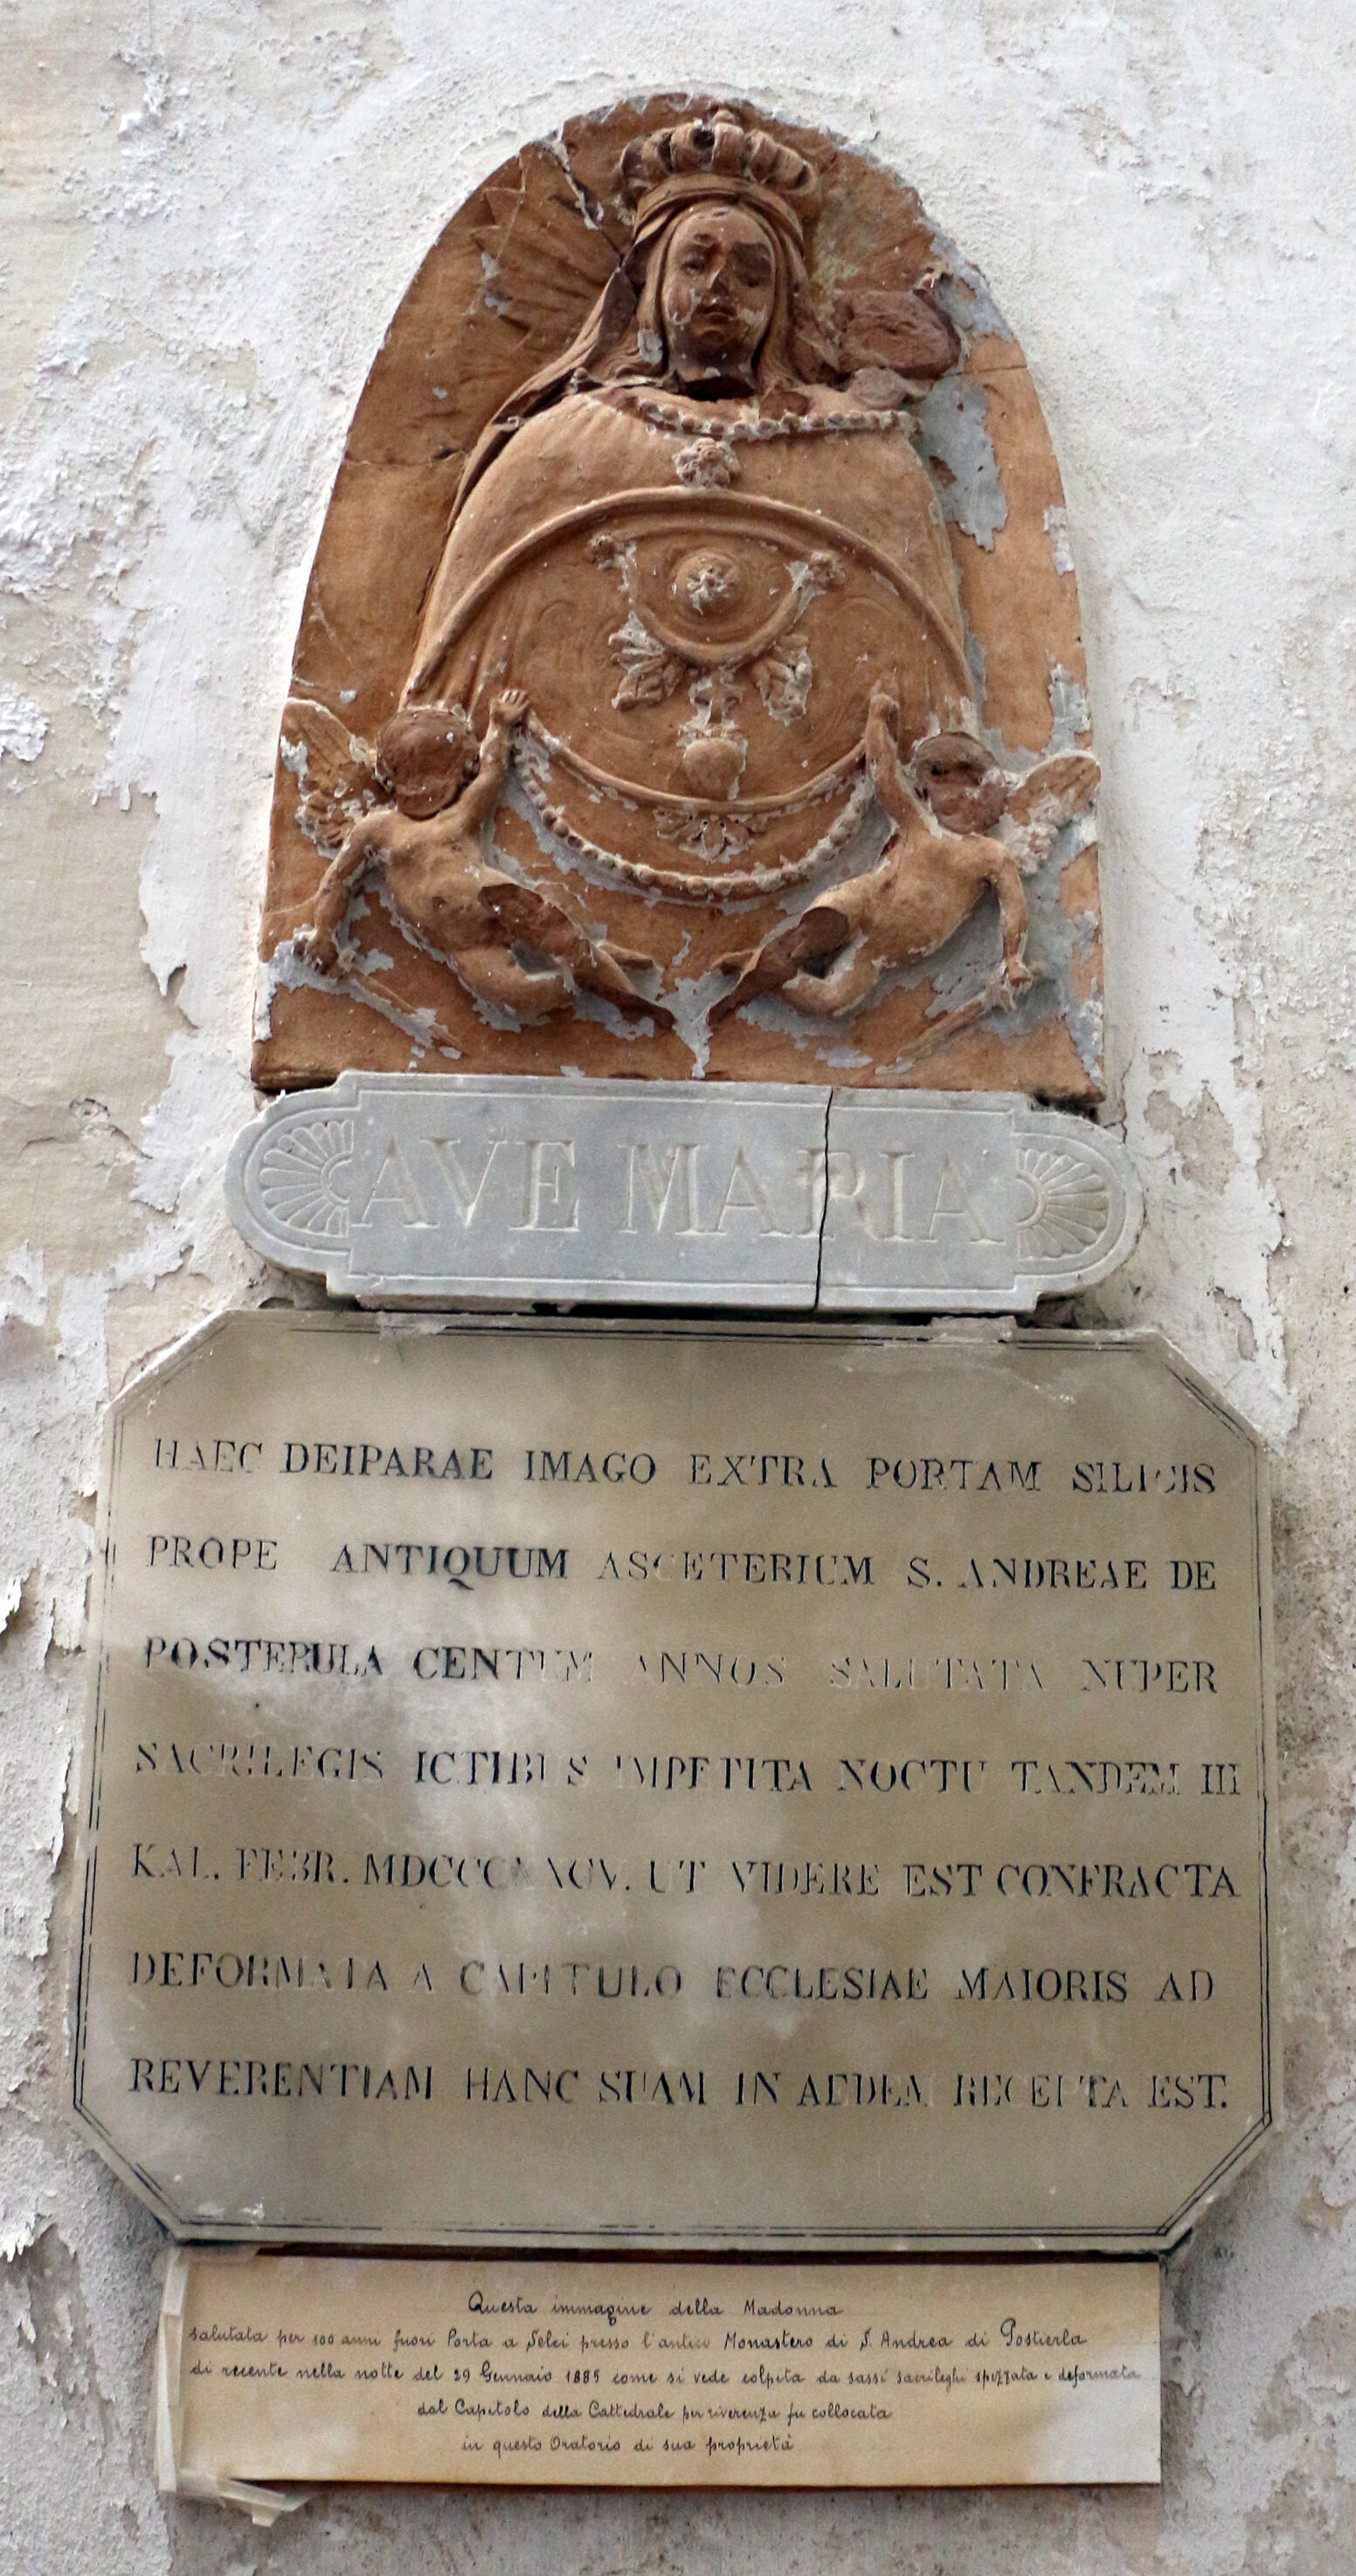 AVE MARIA
HAEC DEIPARAE IMAGO EXTRA PORTAM SILICIS
PROPE ANTIQUUM ASCETERIUM S. ANDREAE DE
POSTERULA CENTUM ANNOS SALUTATA NUPER
SACRILEGIS ICTIBUS IMPETITA NOCTU TANDEM III
KAL. FEBR. UT VIDERE EST CONFRACTA
DEFORMATA A CAPITULO ECCLESIAE MAIORIS AD
REVERENTIAM HANC SUAM IN AEDEM RECEPTA EST.
Questa immagine della Madonna
salutata per 100 anni fuori Porta a Selci presso l'antico Monastero di S. Andrea di Postierla
di recente nella notte del 29 Gennaio 1885 come si vede colpita da sassi sacrileghi spezzata e deformata
dal Capitolo della Cattedrale per riverenza fu collocata
in questo Oratorio di sua proprietà